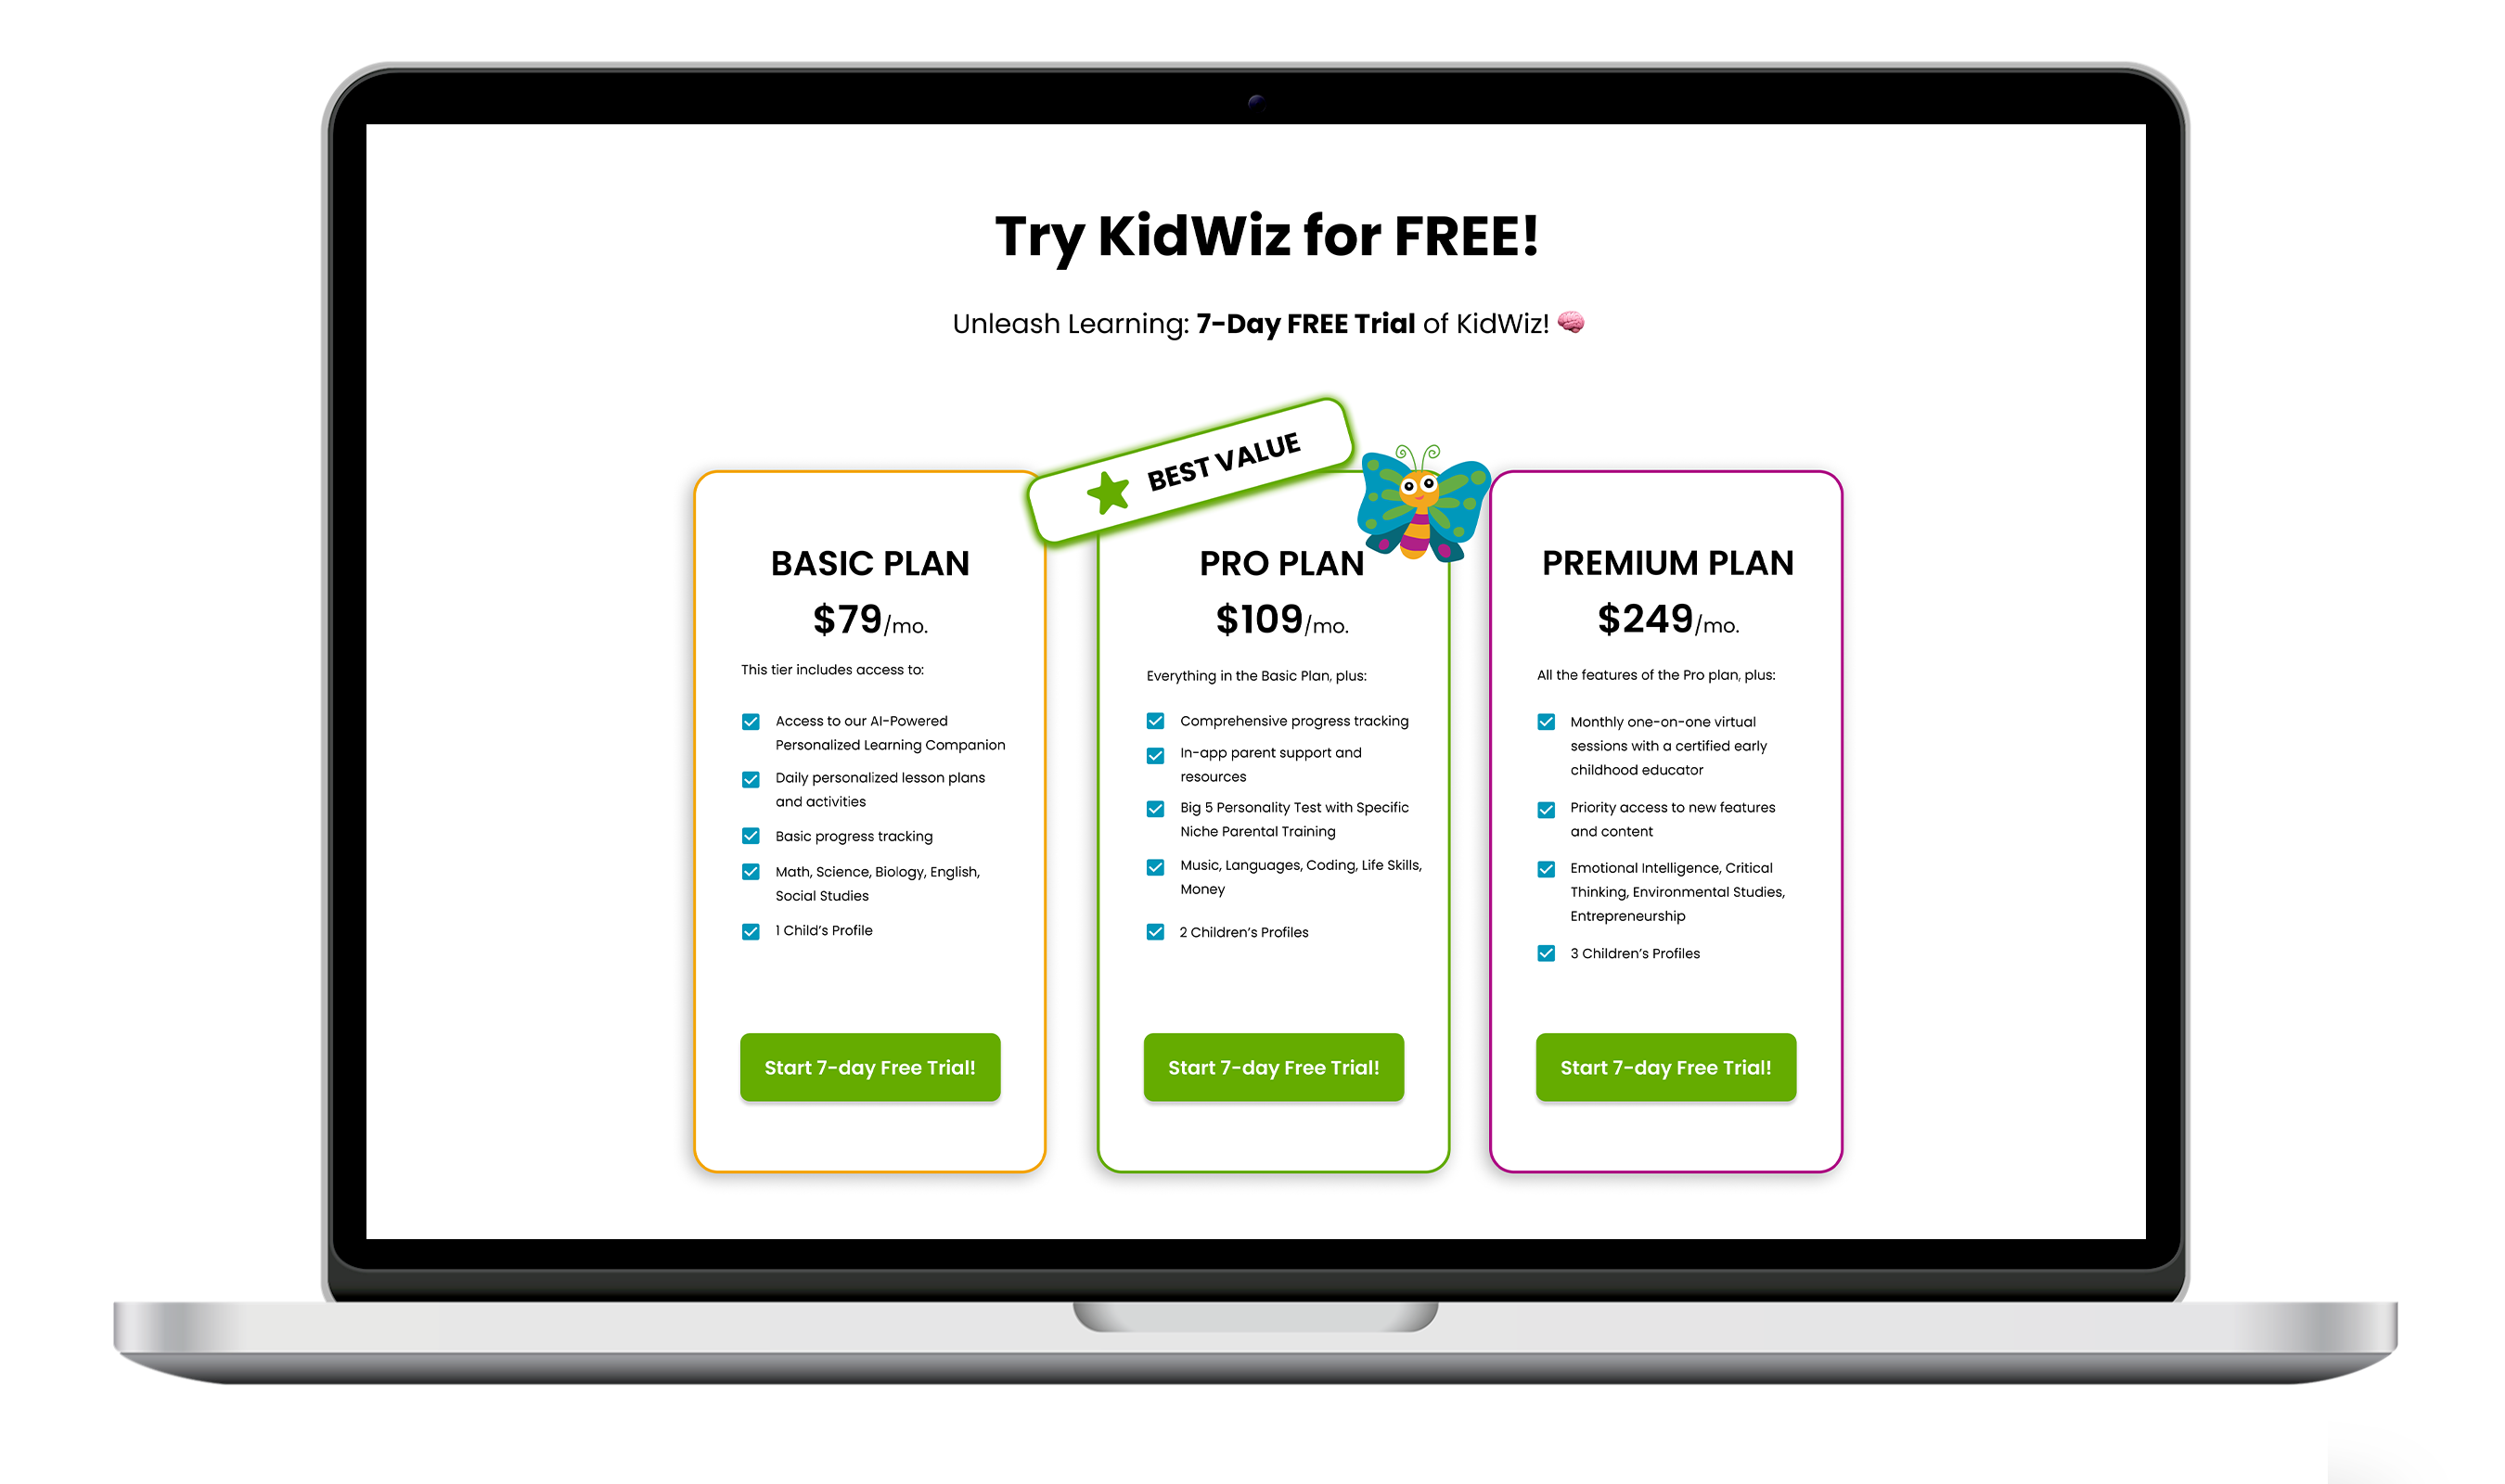 Try KidWiz for FREE!
Unleash Learning: 7-Day FREE Trial of KidWiz!
BEST VALUE
BASIC PLAN
$79/mo.
This tier includes access to:
Access to our AI-Powered
Personalized Learning Companion
Daily personalized lesson plans
and activities
Basic progress tracking
Math, Science, Biology, English,
Social Studies
1 Child's Profile
Start 7-day Free Trial!
PRO PLAN
$109/mo.
Everything in the Basic Plan, plus:
Comprehensive progress tracking
In-app parent support and
resources
Big 5 Personality Test with Specific
Niche Parental Training
Music, Languages, Coding, Life Skills,
Money
2 Children's Profiles
Start 7-day Free Trial!
PREMIUM PLAN
$249/mo.
All the features of the Pro plan, plus:
Monthly one-on-one virtual
sessions with a certified early
childhood educator
Priority access to new features
and content
Emotional Intelligence, Critical
Thinking, Environmental Studies,
Entrepreneurship
3 Children's Profiles
Start 7-day Free Trial!